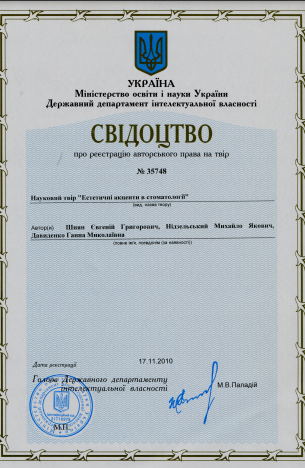 УКРАЇНА
Міністерство освіти і науки України
Державний департамент інтелектуальної власності
СВІДОЦТВО
про реєстрацію авторського права на твір
№ 35748
Науковий твір "Естетичні акценти в стоматології"
(вид, назва твору)
Автор(и) Шиян Євгеній Григорович, Нідзельський Михайло Якович,
Давиденко Ганна Миколаївна
(повне ім'я, псевдонім (за наявності))
Дата реєстрації 17.11.2010
Голова Державного департаменту
інтелектуальної власності
М.В.Паладій
М.П.